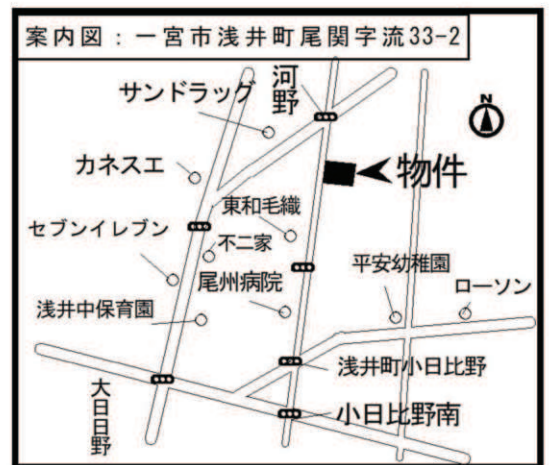 案内図：一宮市浅井町尾関字流33-2
河野
サンドラッグ
N
カネスエ
物件
東和毛織
セブンイレブン
不二家
平安幼稚園
尾州病院
ローソン
浅井中保育園
浅井町小日比野
大日日野
小日比野南